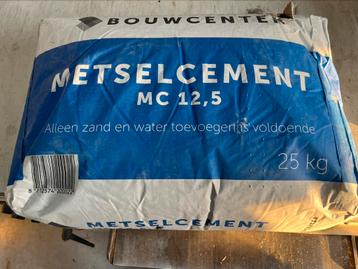 BOUWCENTER
METSELCEMENT
MC 12,5
Alleen zand en water toevoegen is voldoende
25 kg
METSELCEMENT